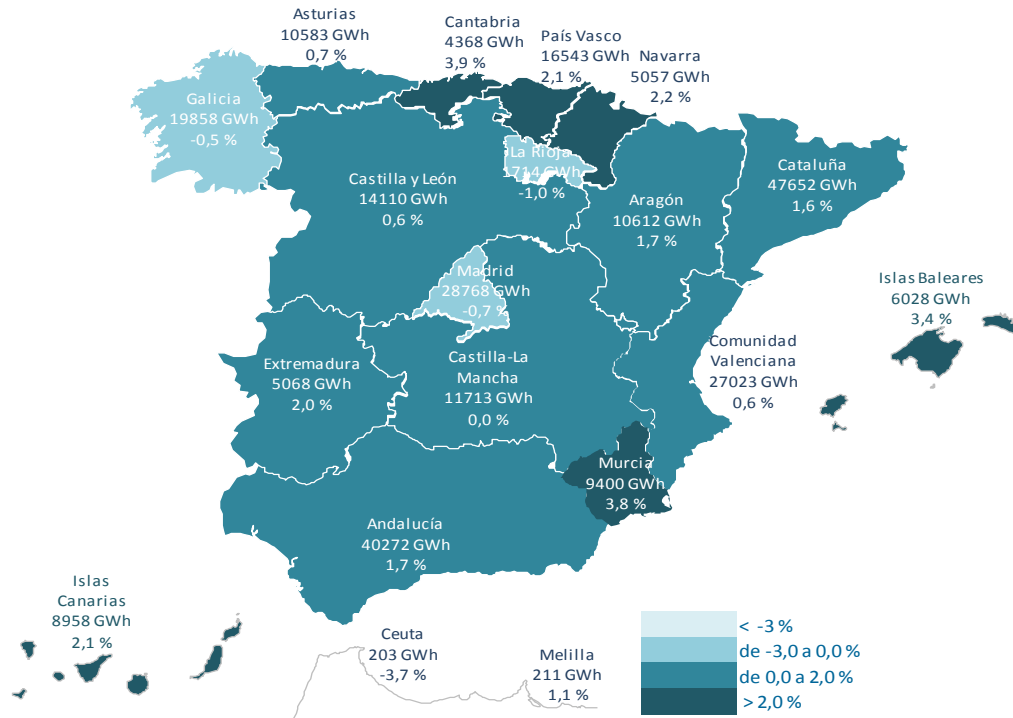 Asturias
10583 GWh
0,7 %
Cantabria
4368 GWh
3,9 %
País Vasco
16543 GWh
2,1 %
Navarra
5057 GWh
2,2 %
Galicia
19858 GWh
-0,5 %
La Rioja
1714 GWh
-1,0 %
Castilla y León
14110 GWh
0,6 %
Aragón
10612 GWh
1,7 %
Cataluña
47652 GWh
1,6 %
Madrid
28768 GWh
-0,7 %
Islas Baleares
6028 GWh
3,4 %
Extremadura
5068 GWh
2,0 %
Castilla-La
Mancha
11713 GWh
0,0 %
Comunidad
Valenciana
27023 GWh
0,6 %
Murcia
9400 GWh
3,8 %
Andalucía
40272 GWh
1,7 %
Islas
Canarias
8958 GWh
2,1 %
Ceuta
203 GWh
-3,7 %
Melilla
211 GWh
1,1 %
< -3 %
de -3,0 a 0,0 %
de 0,0 a 2,0 %
> 2,0 %